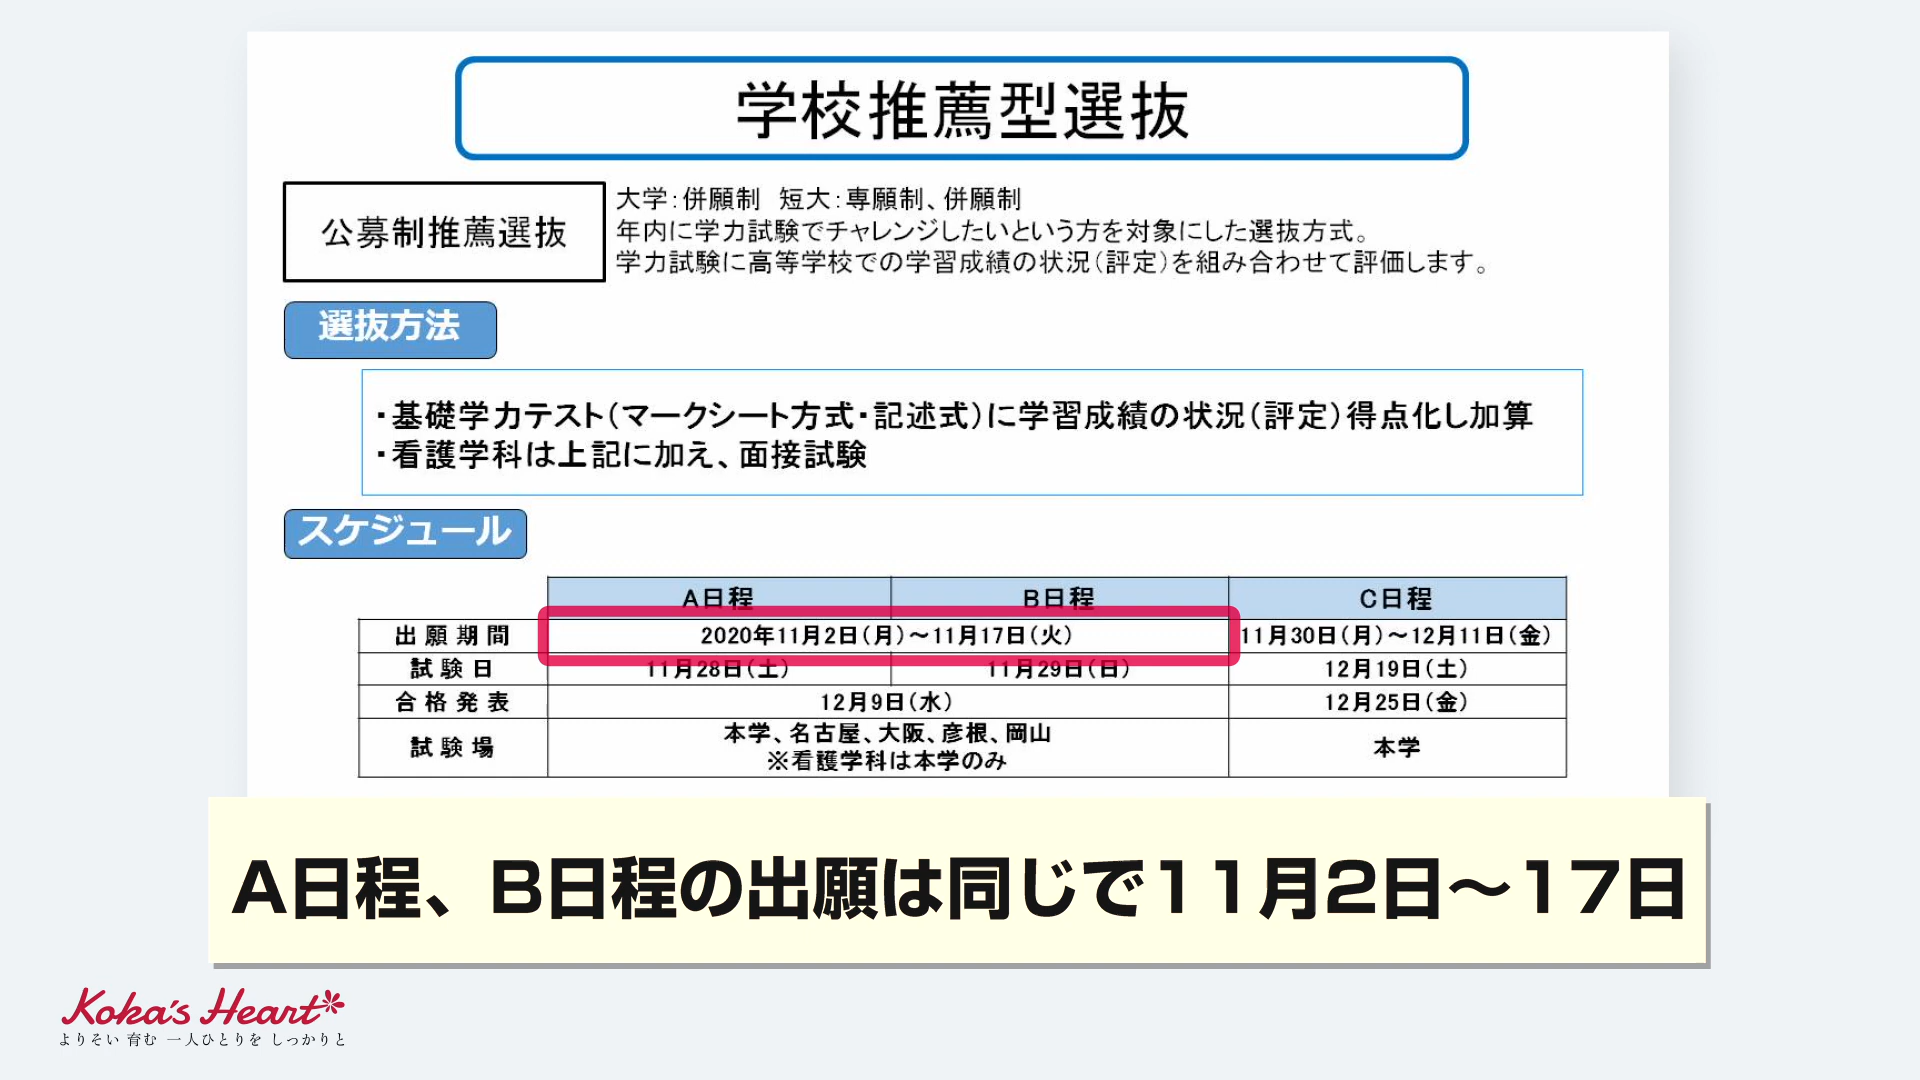 学校推薦型選抜
公募制推薦選抜
大学：併願制　短大：専願制、併願制
年内に学力試験でチャレンジしたいという方を対象にした選抜方式。
学力試験に高等学校での学習成績の状況（評定）を組み合わせて評価します。
選抜方法
・基礎学力テスト（マークシート方式・記述式）に学習成績の状況（評定）得点化し加算
・看護学科は上記に加え、面接試験
スケジュール
A日程 B日程 C日程
出願期間 2020年11月2日（月）～11月17日（火） 11月30日（月）～12月11日（金）
試験日 11月28日（土） 11月29日（日） 12月19日（土）
合格発表 12月9日（水） 12月25日（金）
試験場 本学、名古屋、大阪、彦根、岡山 本学
※看護学科は本学のみ
A日程、B日程の出願は同じで11月2日～17日
Koka's Heart*
よりそい 育む 一人ひとりを しっかりと